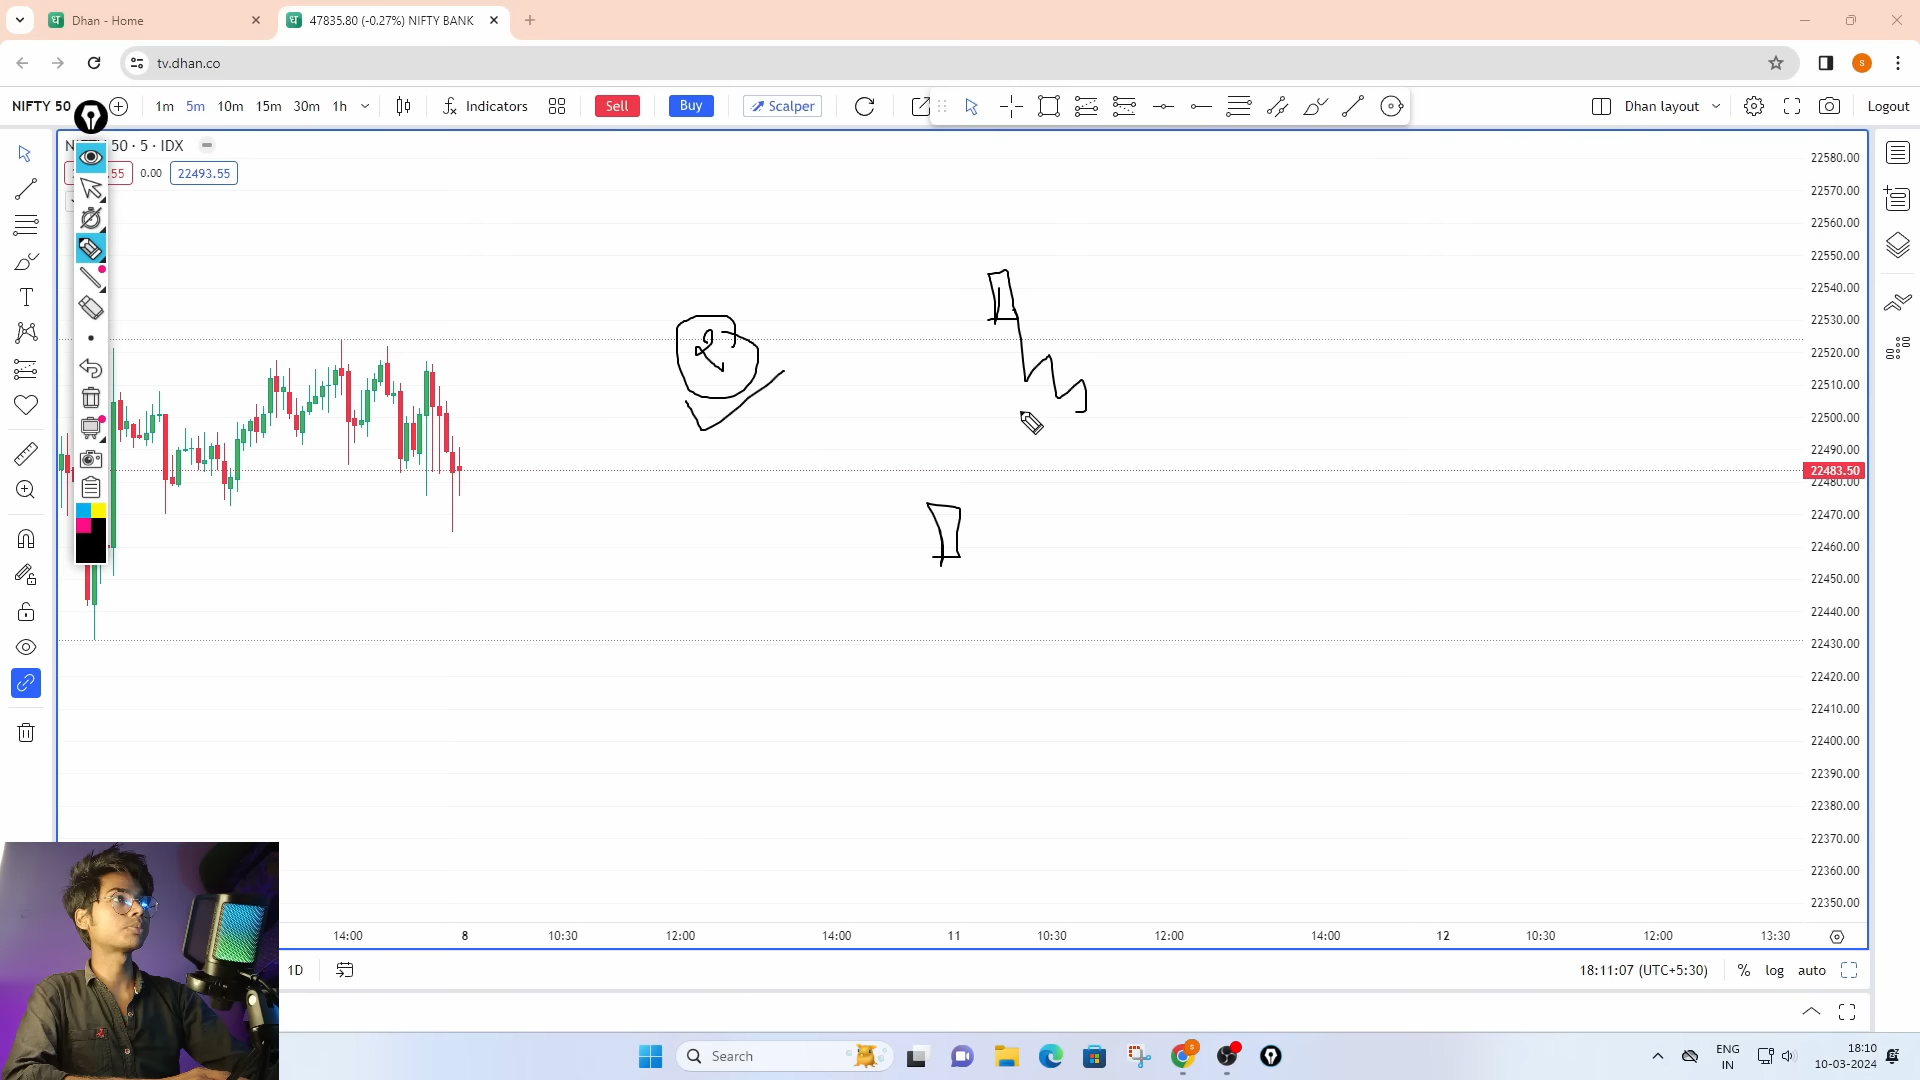 Dhan - Home
47835.80 (-0.27%) NIFTY BANK
tv.dhan.co
S
NIFTY 50 1m 5m 10m 15m 30m 1h Indicators Sell Buy Scalper Dhan layout Logout
50 · 5 · IDX
.55 0.00 22493.55
22580.00
22570.00
22560.00
22550.00
22540.00
22530.00
22520.00
22510.00
22500.00
22490.00
22483.50
22480.00
22470.00
22460.00
22450.00
22440.00
22430.00
22420.00
22410.00
22400.00
22390.00
22380.00
22370.00
22360.00
22350.00
14:00 8 10:30 12:00 14:00 11 10:30 12:00 14:00 12 10:30 12:00 13:30
1D 18:11:07 (UTC+5:30) % log auto
Search
ENG
IN
18:10
10-03-2024